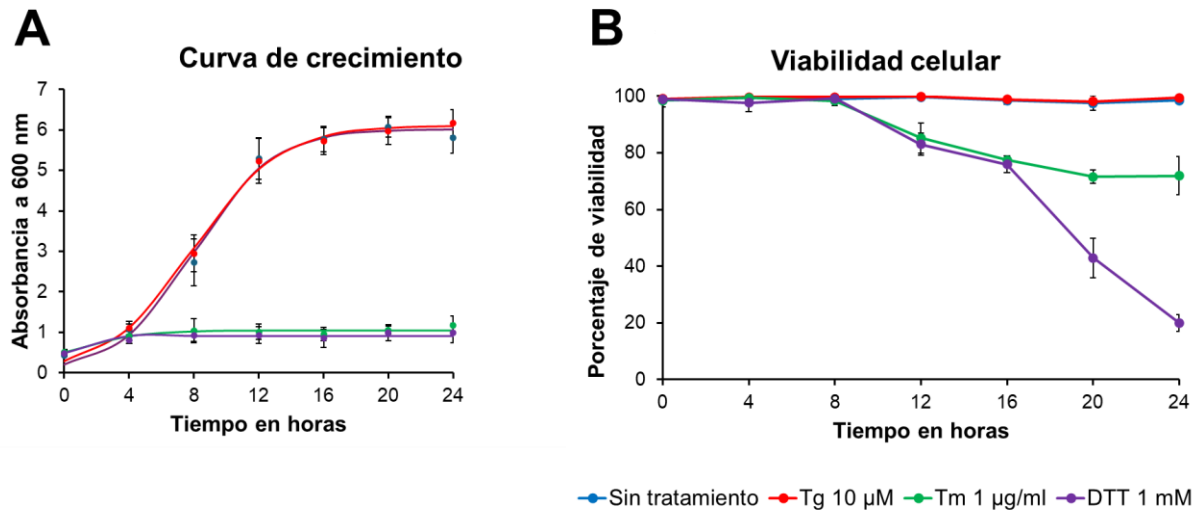 A
Curva de crecimiento
Absorbancia a 600 nm
7
6
5
4
3
2
1
0
0 4 8 12 16 20 24
Tiempo en horas
B
Viabilidad celular
Porcentaje de viabilidad
100
80
60
40
20
0
0 4 8 12 16 20 24
Tiempo en horas
Sin tratamiento Tg 10 µM Tm 1 µg/ml DTT 1 mM